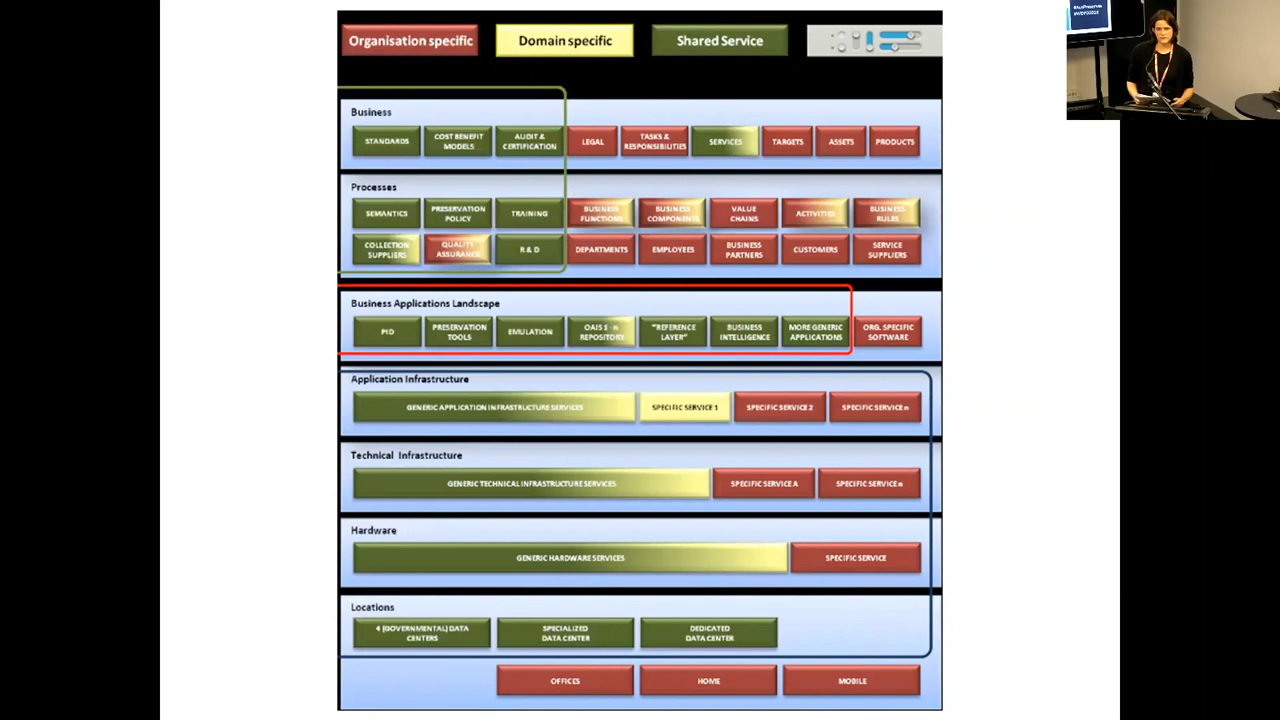 Organisation specific
Domain specific
Shared Service
Business
STANDARDS
COST BENEFIT
MODELS
AUDIT &
CERTIFICATION
LEGAL
TASKS &
RESPONSIBILITIES
SERVICES
TARGETS
ASSETS
PRODUCTS
Processes
SEMANTICS
PRESERVATION
POLICY
TRAINING
BUSINESS
FUNCTIONS
BUSINESS
COMPONENTS
VALUE
CHAINS
ACTIVITIES
BUSINESS
RULES
COLLECTION
SUPPLIERS
QUALITY
ASSURANCE
R & D
DEPARTMENTS
EMPLOYEES
BUSINESS
PARTNERS
CUSTOMERS
SERVICE
SUPPLIERS
Business Applications Landscape
PID
PRESERVATION
TOOLS
EMULATION
OAIS 1 - n
REPOSITORY
"REFERENCE
LAYER"
BUSINESS
INTELLIGENCE
MORE GENERIC
APPLICATIONS
ORG. SPECIFIC
SOFTWARE
Application Infrastructure
GENERIC APPLICATION INFRASTRUCTURE SERVICES
SPECIFIC SERVICE 1
SPECIFIC SERVICE 2
SPECIFIC SERVICE n
Technical Infrastructure
GENERIC TECHNICAL INFRASTRUCTURE SERVICES
SPECIFIC SERVICE A
SPECIFIC SERVICE n
Hardware
GENERIC HARDWARE SERVICES
SPECIFIC SERVICE
Locations
4 (GOVERNMENTAL) DATA
CENTERS
SPECIALIZED
DATA CENTER
DEDICATED
DATA CENTER
OFFICES
HOME
MOBILE